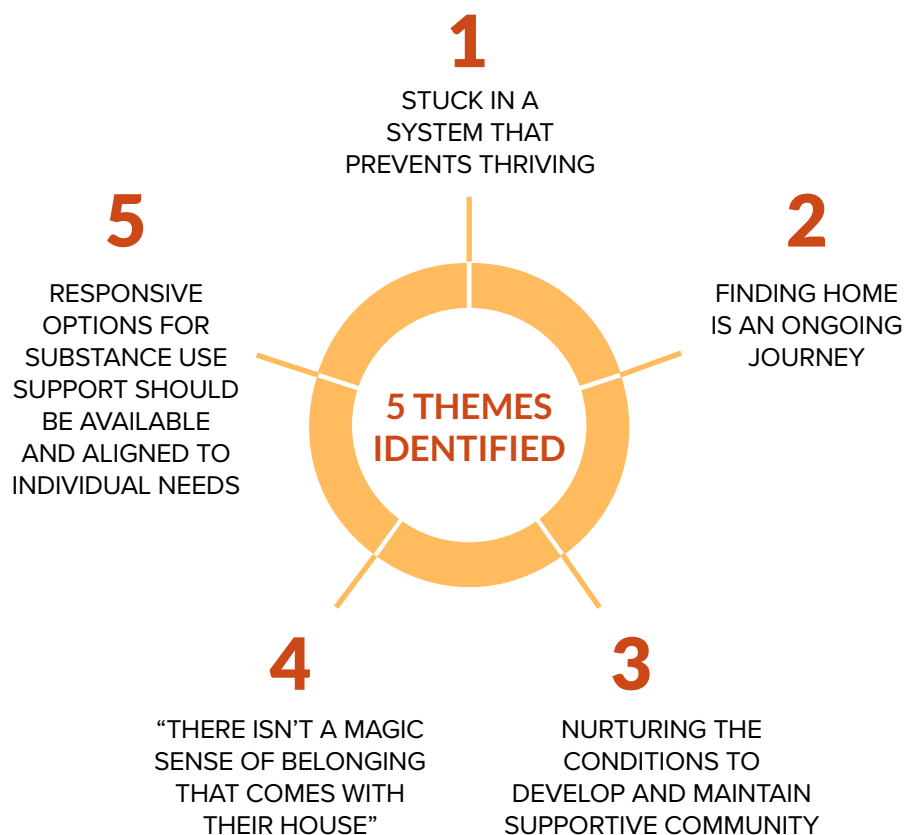 1
STUCK IN A
SYSTEM THAT
PREVENTS THRIVING
2
FINDING HOME
IS AN ONGOING
JOURNEY
3
NURTURING THE
CONDITIONS TO
DEVELOP AND MAINTAIN
SUPPORTIVE COMMUNITY
4
“THERE ISN’T A MAGIC
SENSE OF BELONGING
THAT COMES WITH
THEIR HOUSE”
5
RESPONSIVE
OPTIONS FOR
SUBSTANCE USE
SUPPORT SHOULD
BE AVAILABLE
AND ALIGNED TO
INDIVIDUAL NEEDS
5 THEMES
IDENTIFIED